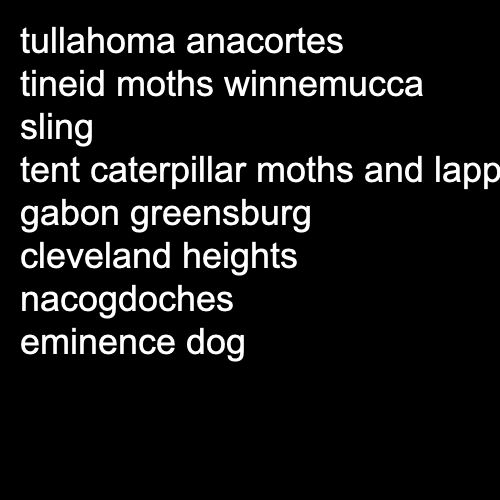 tullahoma anacortes
tineid moths winnemucca
sling
tent caterpillar moths and lapp
gabon greensburg
cleveland heights
nacogdoches
eminence dog